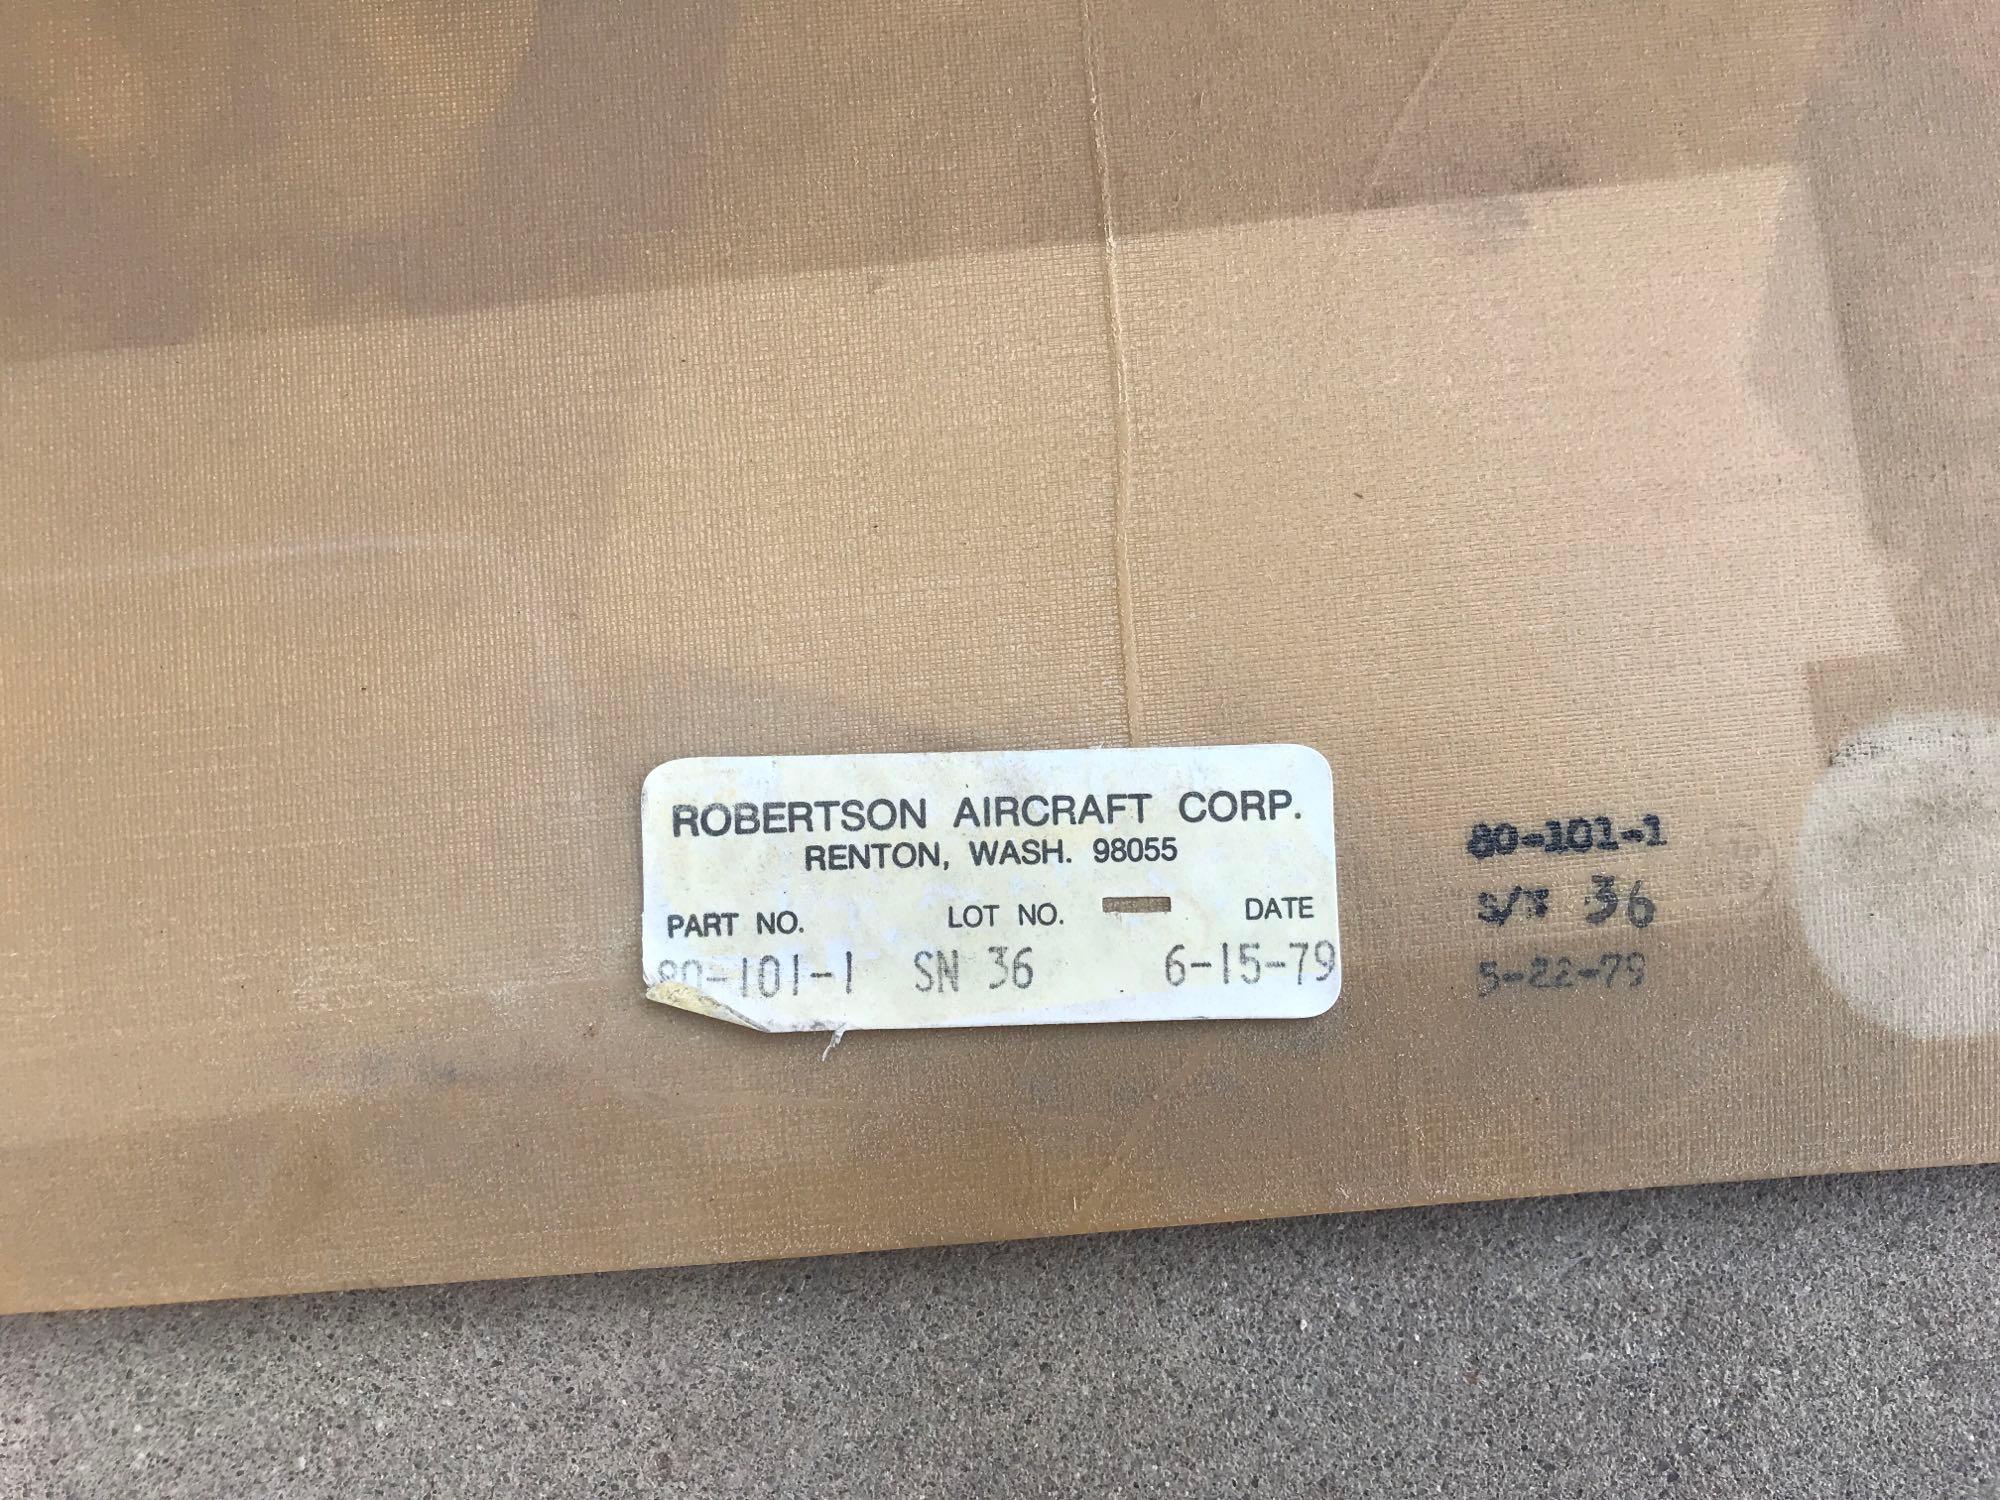 ROBERTSON AIRCRAFT CORP.
RENTON, WASH. 98055
PART NO. LOT NO. DATE
80-101-1 SN 36 6-15-79
80-101-1
S/N 36
5-22-79